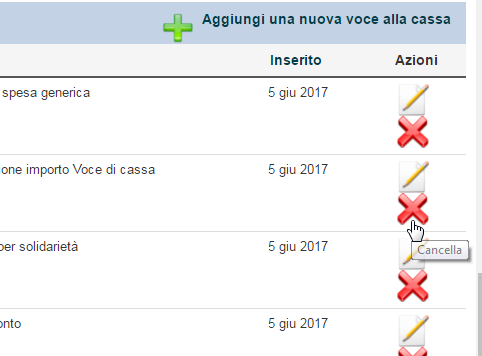 Aggiungi una nuova voce alla cassa
Inserito Azioni
spesa generica 5 giu 2017
ione importo Voce di cassa 5 giu 2017
per solidarietà 5 giu 2017
Cancella
onto 5 giu 2017